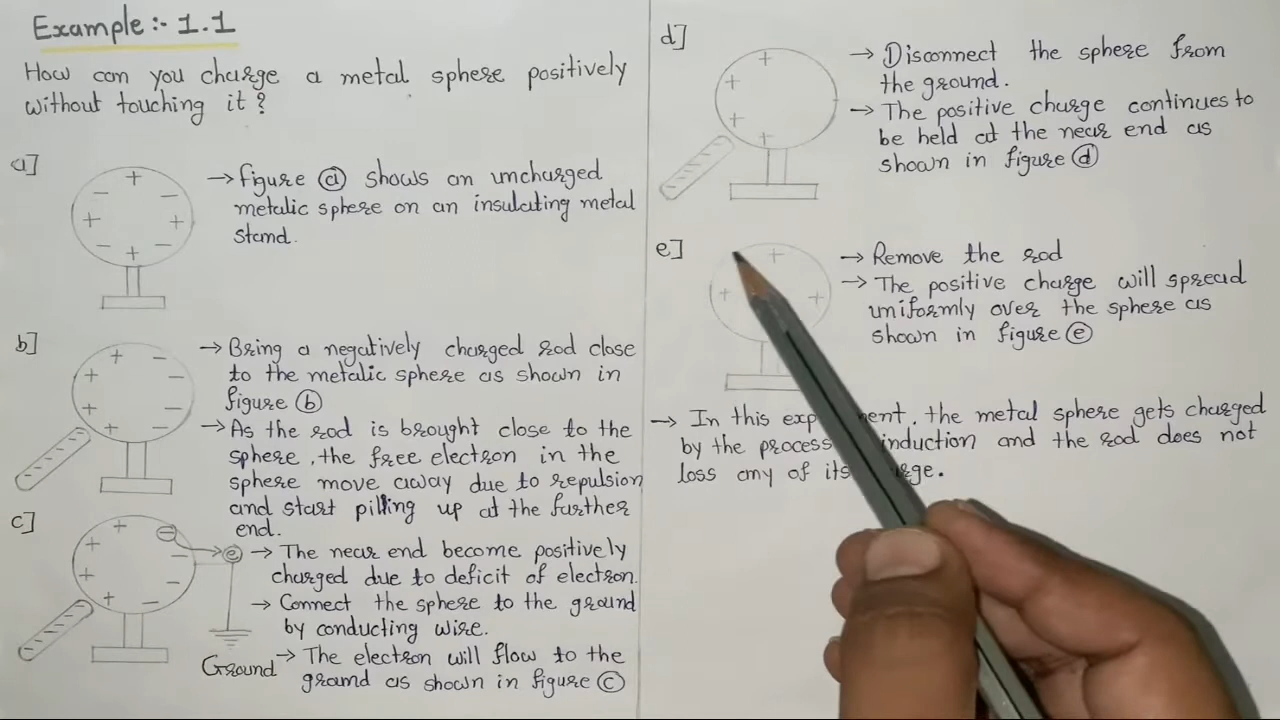 Example:- 1.1
How can you charge a metal sphere positively
without touching it?
a]
→ figure ⓐ shows an uncharged
metalic sphere on an insulating metal
stand.
b]
→ Bring a negatively charged rod close
to the metalic sphere as shown in
figure ⓑ
→ As the rod is brought close to the
sphere, the free electron in the
sphere move away due to repulsion
and start pilling up at the further
end.
c]
→ The near end become positively
charged due to deficit of electron.
→ Connect the sphere to the ground
by conducting wire.
Ground
→ The electron will flow to the
ground as shown in figure ⓒ
d]
→ Disconnect the sphere from
the ground.
→ The positive charge continues to
be held at the near end as
shown in figure ⓓ
e]
→ Remove the rod
→ The positive charge will spread
uniformly over the sphere as
shown in figure ⓔ
→ In this , the metal sphere gets charged
by the process induction and the rod does not
loss any of its